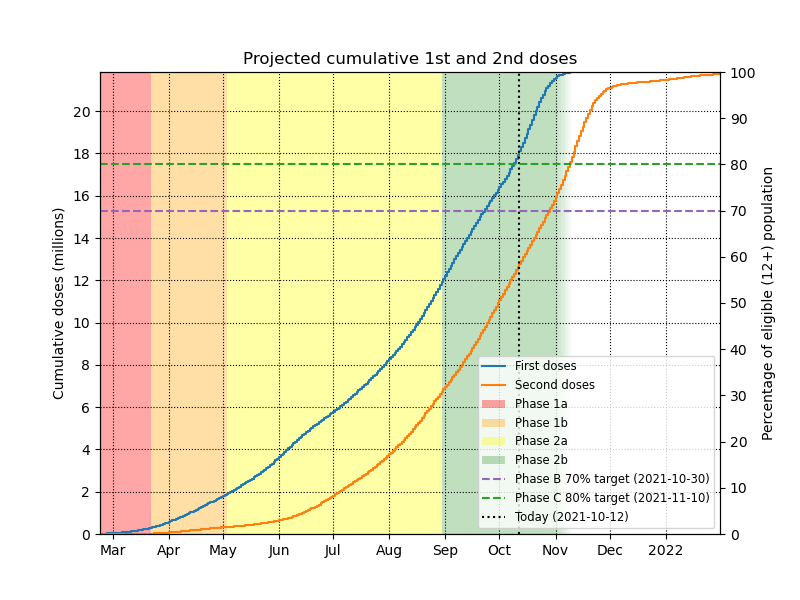 Projected cumulative 1st and 2nd doses
Cumulative doses (millions)
20
18
16
14
12
10
8
6
4
2
0
100
90
80
70
60
50
40
30
20
10
0
Percentage of eligible (12+) population
First doses
Second doses
Phase 1a
Phase 1b
Phase 2a
Phase 2b
Phase B 70% target (2021-10-30)
Phase C 80% target (2021-11-10)
Today (2021-10-12)
Mar Apr May Jun Jul Aug Sep Oct Nov Dec 2022